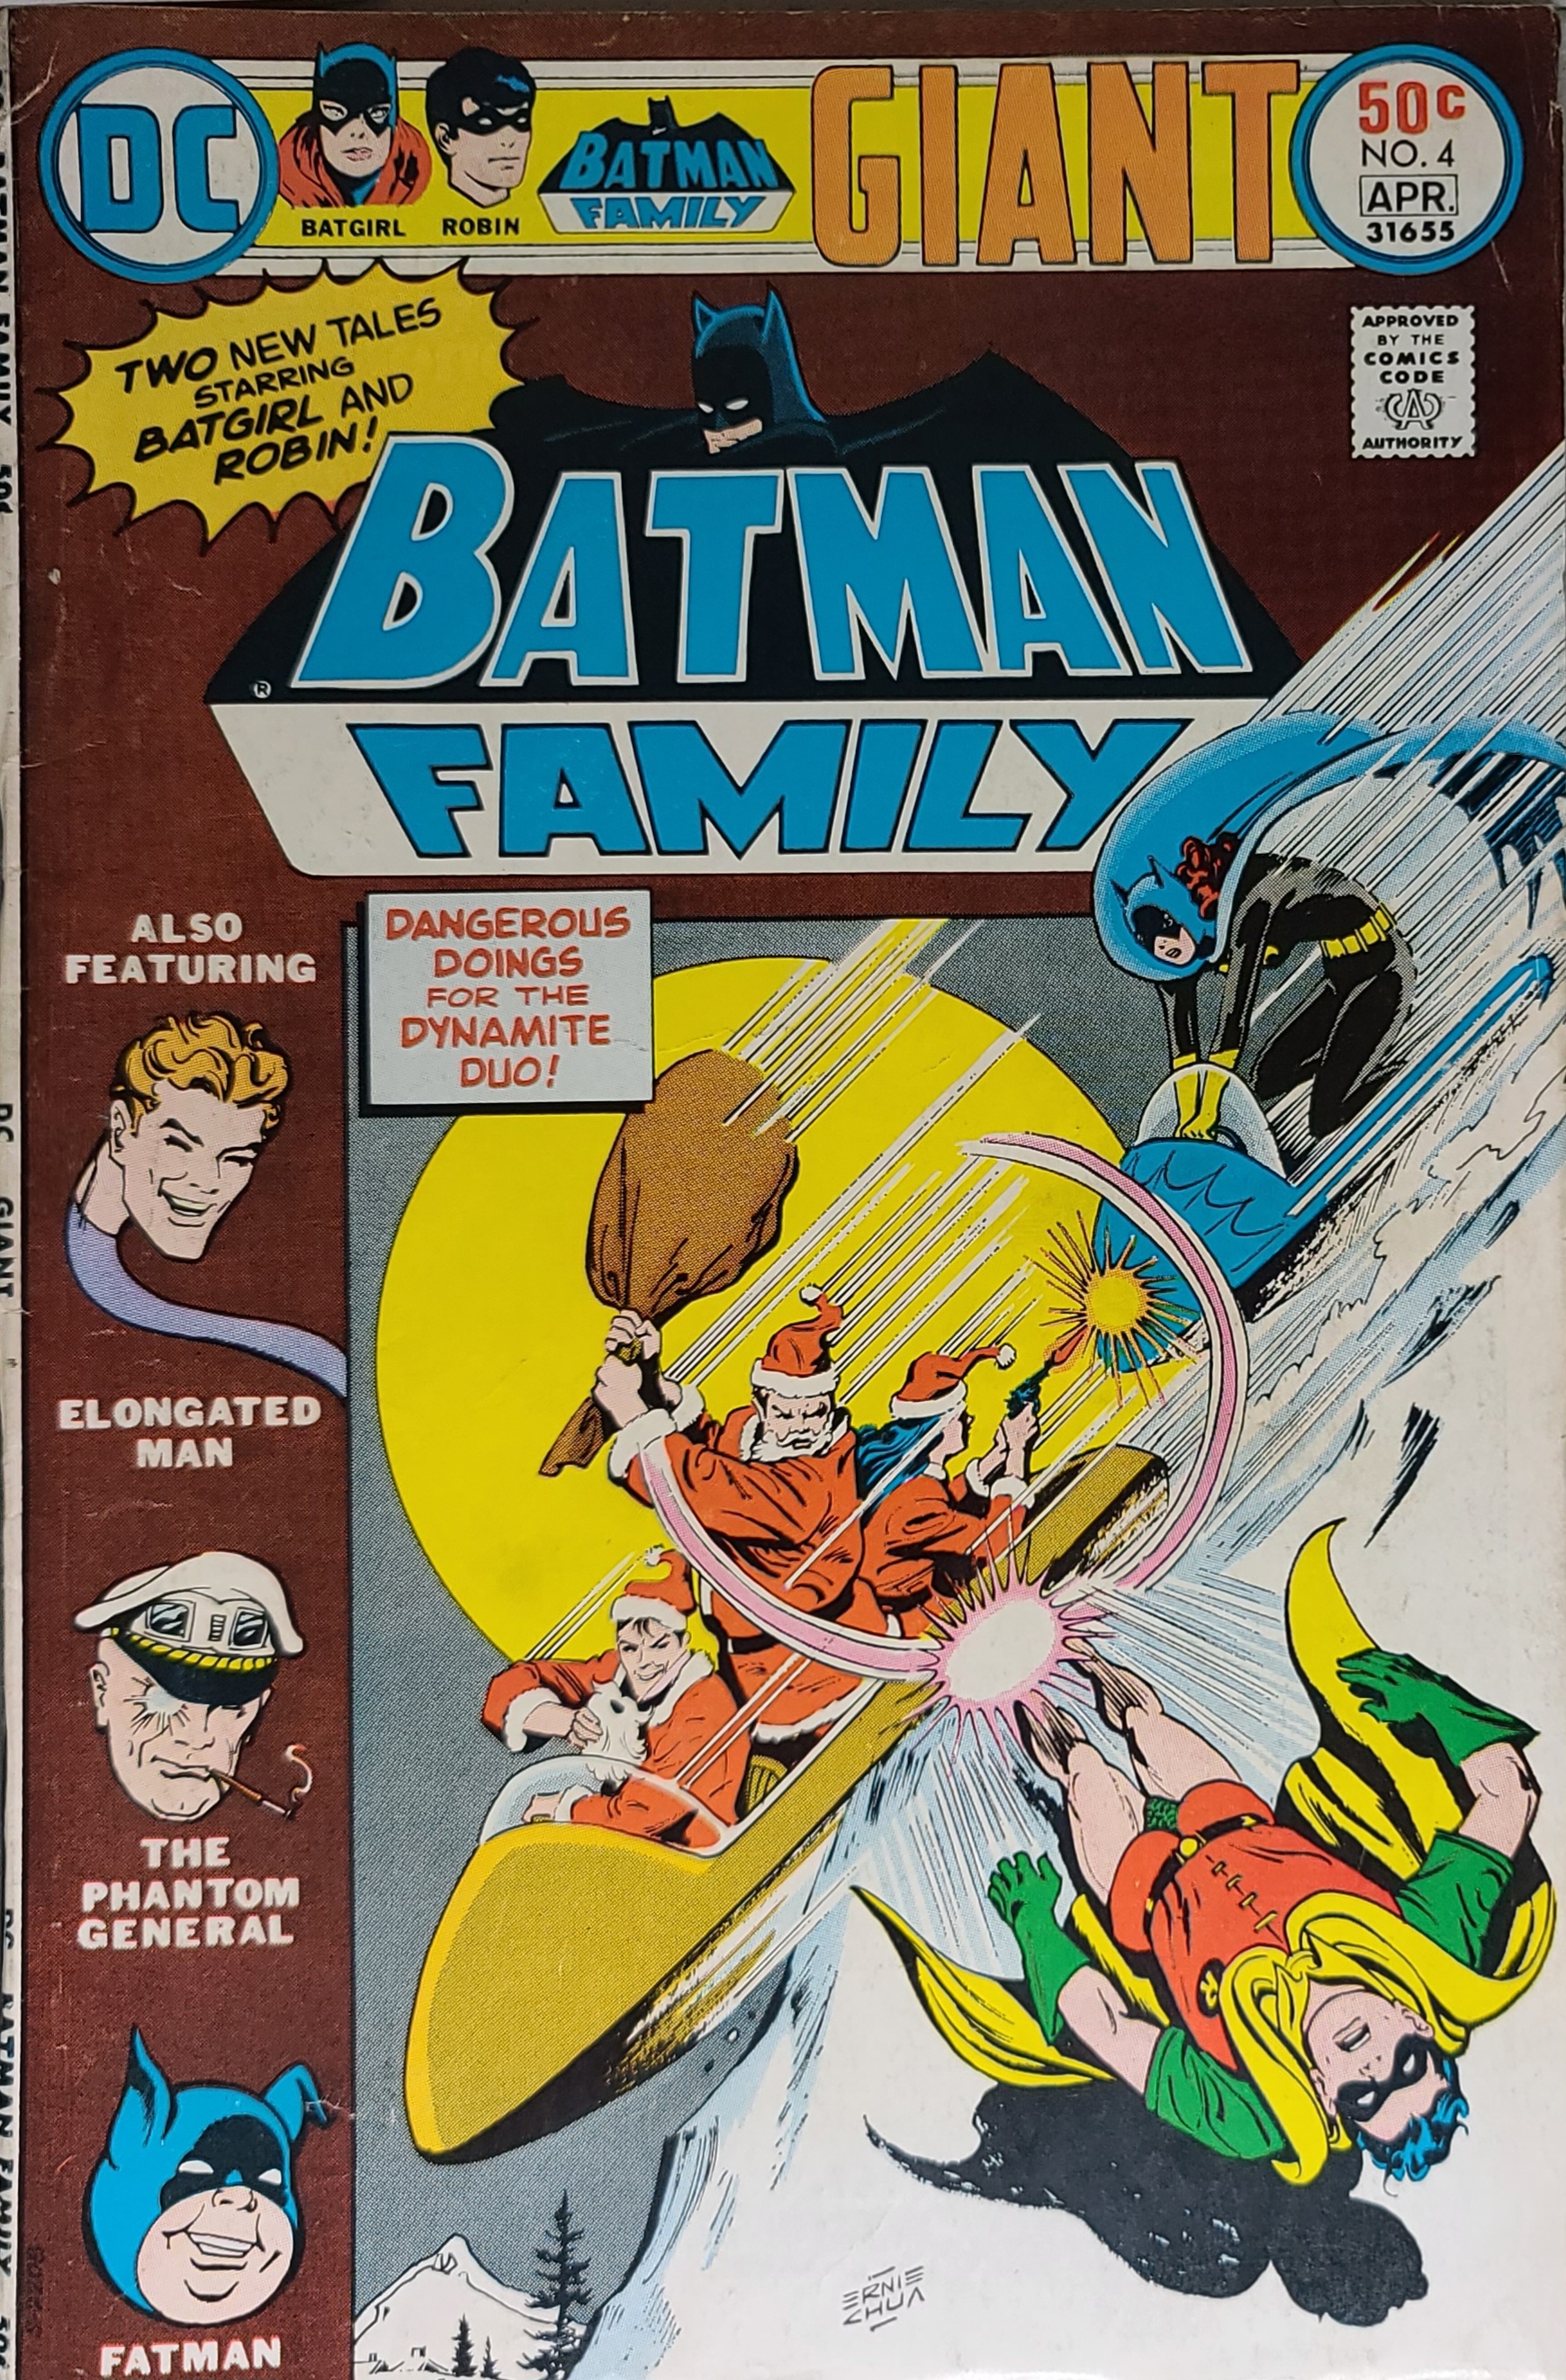 DC
BATGIRL
ROBIN
BATMAN
FAMILY
GIANT
50¢
NO. 4
APR.
31655
TWO NEW TALES
STARRING
BATGIRL AND
ROBIN!
APPROVED
BY THE
COMICS
CODE
CA
AUTHORITY
BATMAN
®
FAMILY
ALSO
FEATURING
ELONGATED
MAN
THE
PHANTOM
GENERAL
FATMAN
DANGEROUS
DOINGS
FOR THE
DYNAMITE
DUO!
ERNIE
CHUA